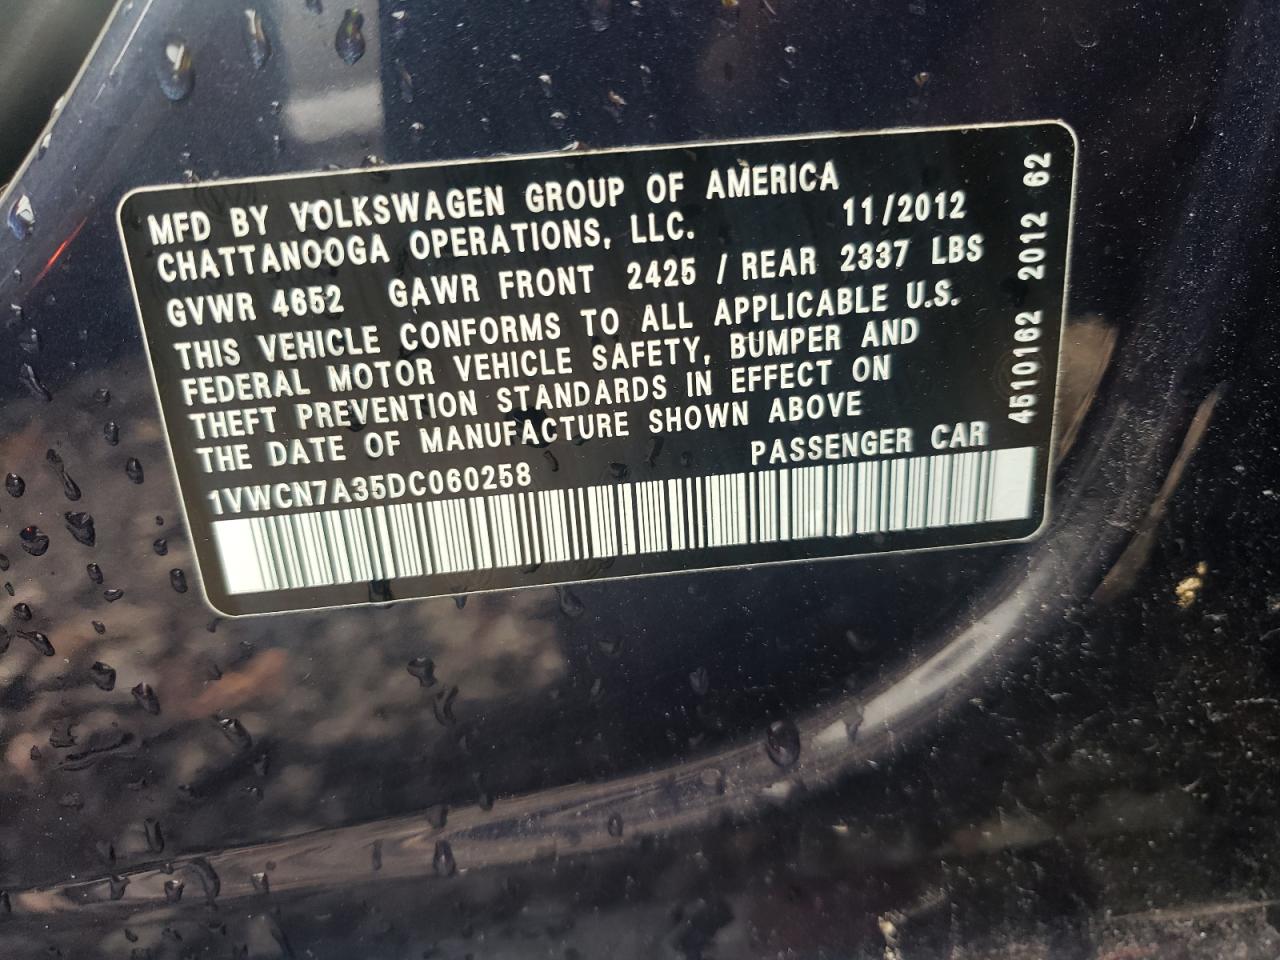 MFD BY VOLKSWAGEN GROUP OF AMERICA
CHATTANOOGA OPERATIONS, LLC. 11/2012
GVWR 4652 GAWR FRONT 2425 / REAR 2337 LBS
THIS VEHICLE CONFORMS TO ALL APPLICABLE U.S.
FEDERAL MOTOR VEHICLE SAFETY, BUMPER AND
THEFT PREVENTION STANDARDS IN EFFECT ON
THE DATE OF MANUFACTURE SHOWN ABOVE
1VWCN7A35DC060258 PASSENGER CAR
4510162 2012 62